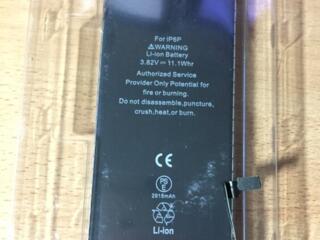 For IP6P
⚠WARNING
Li-ion Battery
3.82V⎓11.1Whr
Authorized Service
Provider Only Potential for
fire or burning.
Do not disassemble,puncture,
crush,heat,or burn.
CE
PS
E
2915mAh
Li-ion